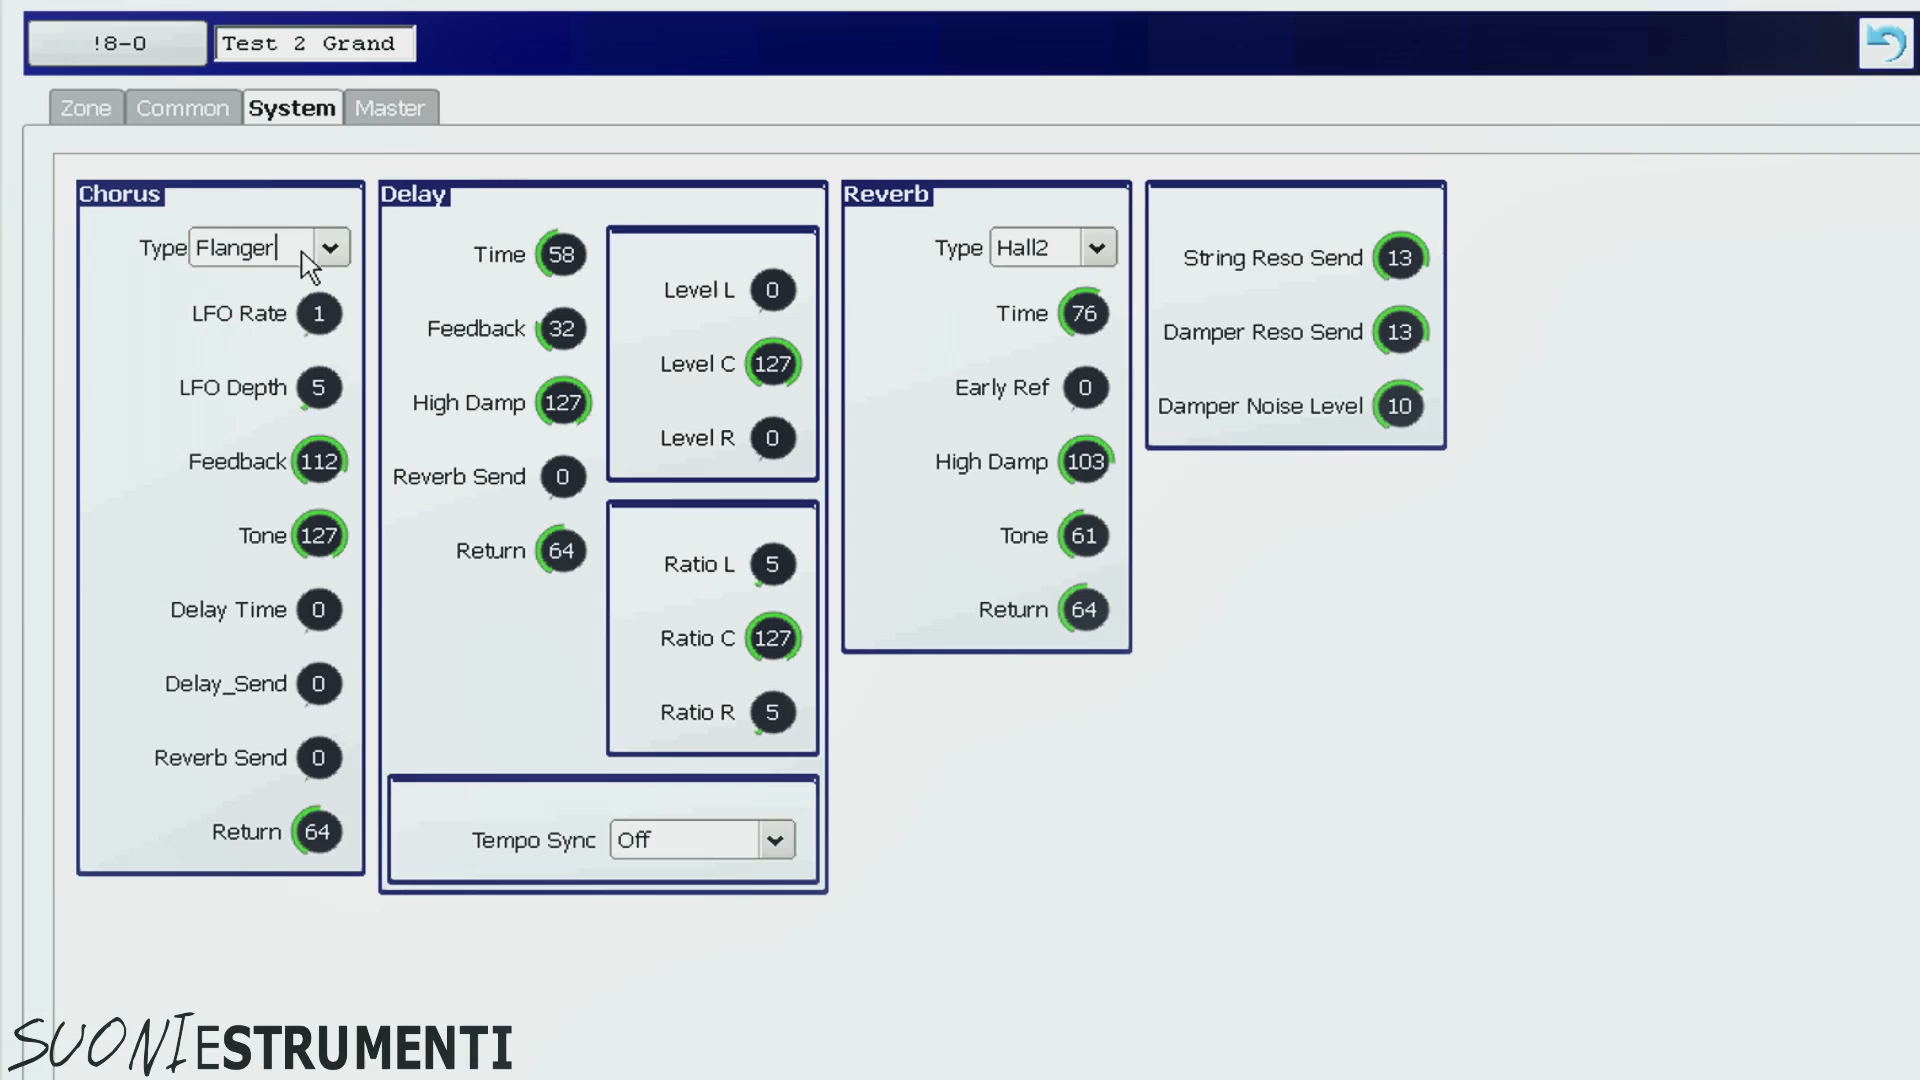 !8-0
Test 2 Grand
Zone
Common
System
Master
Chorus
Type Flanger
LFO Rate 1
LFO Depth 5
Feedback 112
Tone 127
Delay Time 0
Delay_Send 0
Reverb Send 0
Return 64
Delay
Time 58
Feedback 32
High Damp 127
Reverb Send 0
Return 64
Level L 0
Level C 127
Level R 0
Ratio L 5
Ratio C 127
Ratio R 5
Tempo Sync Off
Reverb
Type Hall2
Time 76
Early Ref 0
High Damp 103
Tone 61
Return 64
String Reso Send 13
Damper Reso Send 13
Damper Noise Level 10
SUONIESTRUMENTI